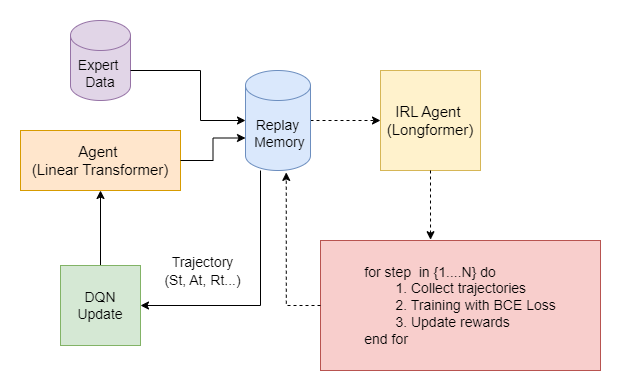 Expert
Data
Replay
Memory
IRL Agent
(Longformer)
Agent
(Linear Transformer)
Trajectory
(St, At, Rt...)
DQN
Update
for step  in {1....N} do
1. Collect trajectories
2. Training with BCE Loss
3. Update rewards
end for